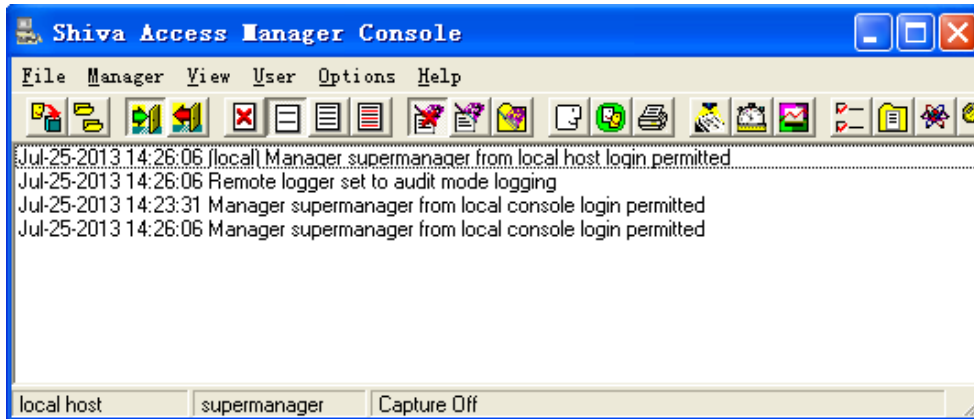 Shiva Access Manager Console
File Manager View User Options Help
Jul-25-2013 14:26:06 (local) Manager supermanager from local host login permitted
Jul-25-2013 14:26:06 Remote logger set to audit mode logging
Jul-25-2013 14:23:31 Manager supermanager from local console login permitted
Jul-25-2013 14:26:06 Manager supermanager from local console login permitted
local host supermanager Capture Off